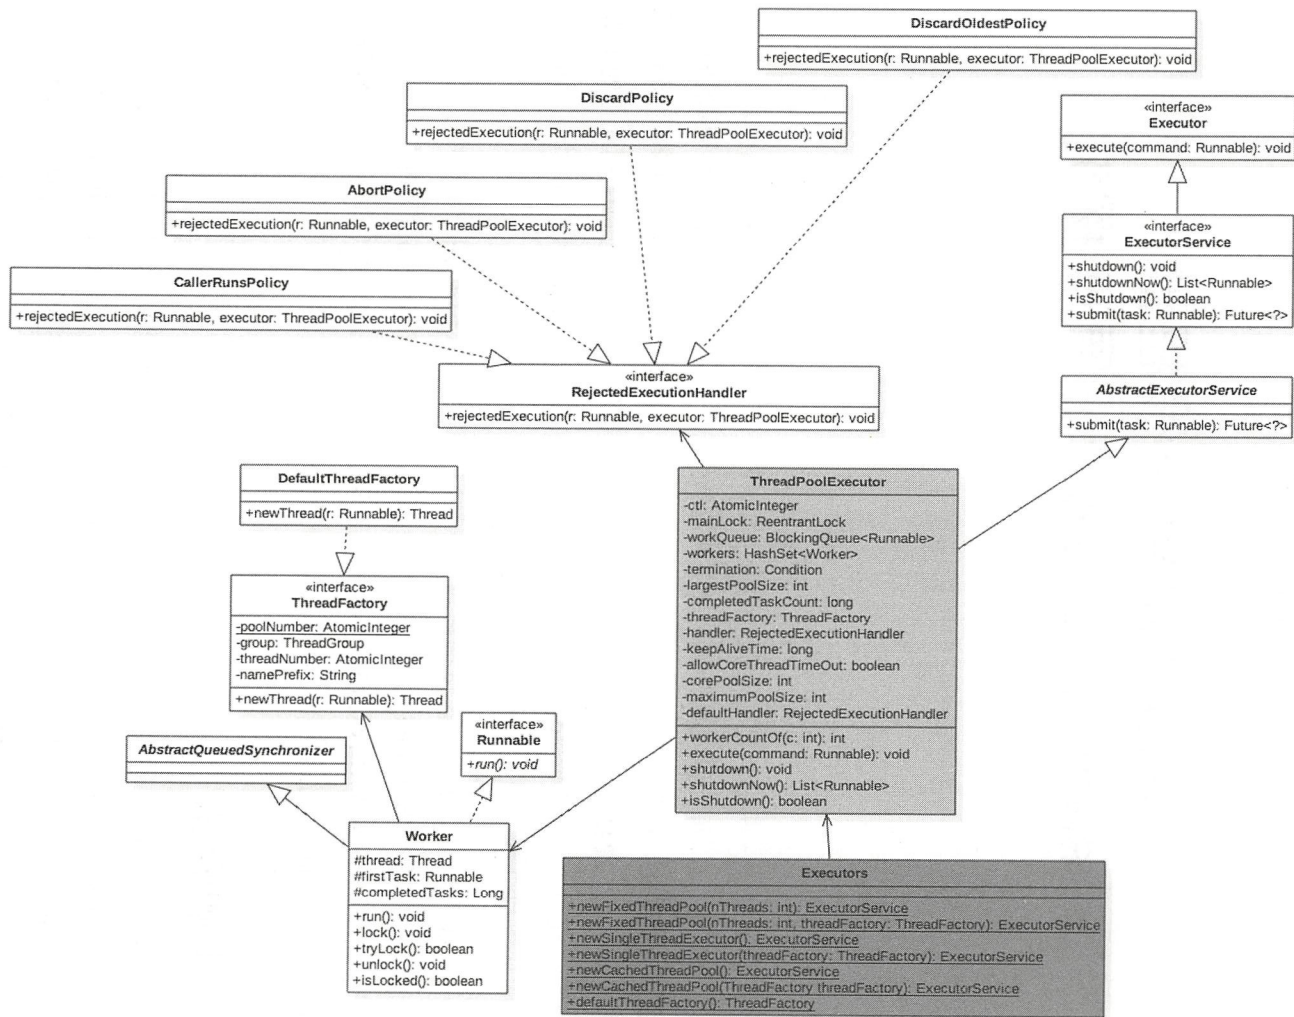 DiscardOldestPolicy
+rejectedExecution(r: Runnable, executor: ThreadPoolExecutor): void
DiscardPolicy
+rejectedExecution(r: Runnable, executor: ThreadPoolExecutor): void
«interface»
Executor
+execute(command: Runnable): void
AbortPolicy
+rejectedExecution(r: Runnable, executor: ThreadPoolExecutor): void
«interface»
ExecutorService
+shutdown(): void
+shutdownNow(): List<Runnable>
+isShutdown(): boolean
+submit(task: Runnable): Future<?>
CallerRunsPolicy
+rejectedExecution(r: Runnable, executor: ThreadPoolExecutor): void
«interface»
RejectedExecutionHandler
+rejectedExecution(r: Runnable, executor: ThreadPoolExecutor): void
AbstractExecutorService
+submit(task: Runnable): Future<?>
DefaultThreadFactory
+newThread(r: Runnable): Thread
ThreadPoolExecutor
-ctl: AtomicInteger
-mainLock: ReentrantLock
-workQueue: BlockingQueue<Runnable>
-workers: HashSet<Worker>
-termination: Condition
-largestPoolSize: int
-completedTaskCount: long
-threadFactory: ThreadFactory
-handler: RejectedExecutionHandler
-keepAliveTime: long
-allowCoreThreadTimeOut: boolean
-corePoolSize: int
-maximumPoolSize: int
-defaultHandler: RejectedExecutionHandler
+workerCountOf(c: int): int
+execute(command: Runnable): void
+shutdown(): void
+shutdownNow(): List<Runnable>
+isShutdown(): boolean
«interface»
ThreadFactory
-poolNumber: AtomicInteger
-group: ThreadGroup
-threadNumber: AtomicInteger
-namePrefix: String
+newThread(r: Runnable): Thread
«interface»
Runnable
+run(): void
AbstractQueuedSynchronizer
Worker
#thread: Thread
#firstTask: Runnable
#completedTasks: Long
+run(): void
+lock(): void
+tryLock(): boolean
+unlock(): void
+isLocked(): boolean
Executors
+newFixedThreadPool(nThreads: int): ExecutorService
+newFixedThreadPool(nThreads: int, threadFactory: ThreadFactory): ExecutorService
+newSingleThreadExecutor(): ExecutorService
+newSingleThreadExecutor(threadFactory: ThreadFactory): ExecutorService
+newCachedThreadPool(): ExecutorService
+newCachedThreadPool(ThreadFactory threadFactory): ExecutorService
+defaultThreadFactory(): ThreadFactory